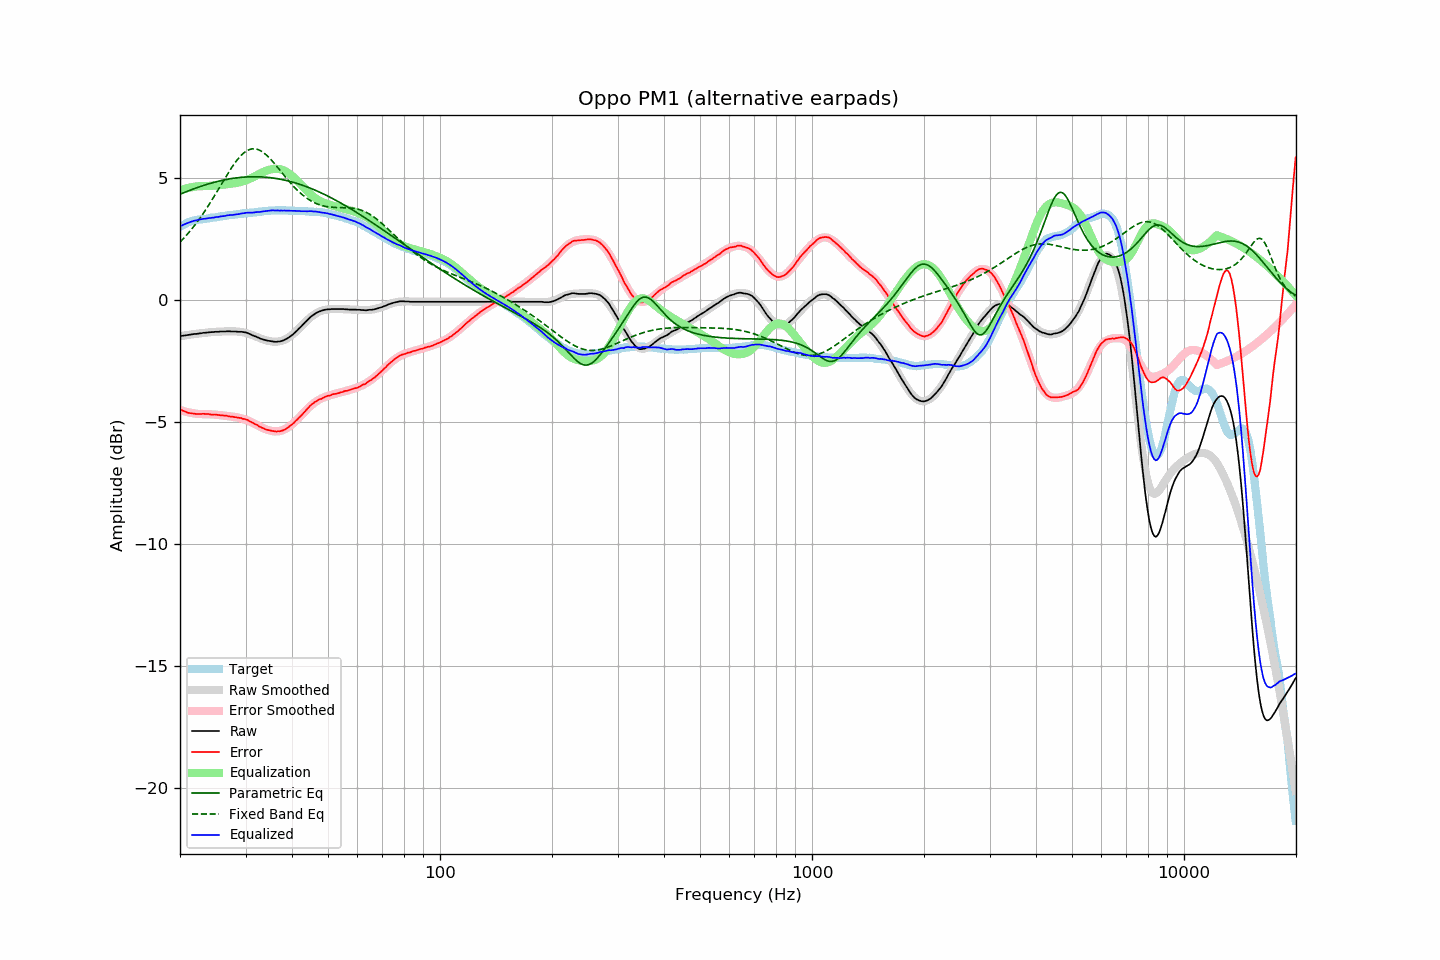 Oppo PM1 (alternative earpads)
Amplitude (dBr)
5
0
−5
−10
−15
−20
Target
Raw Smoothed
Error Smoothed
Raw
Error
Equalization
Parametric Eq
Fixed Band Eq
Equalized
100
1000
10000
Frequency (Hz)